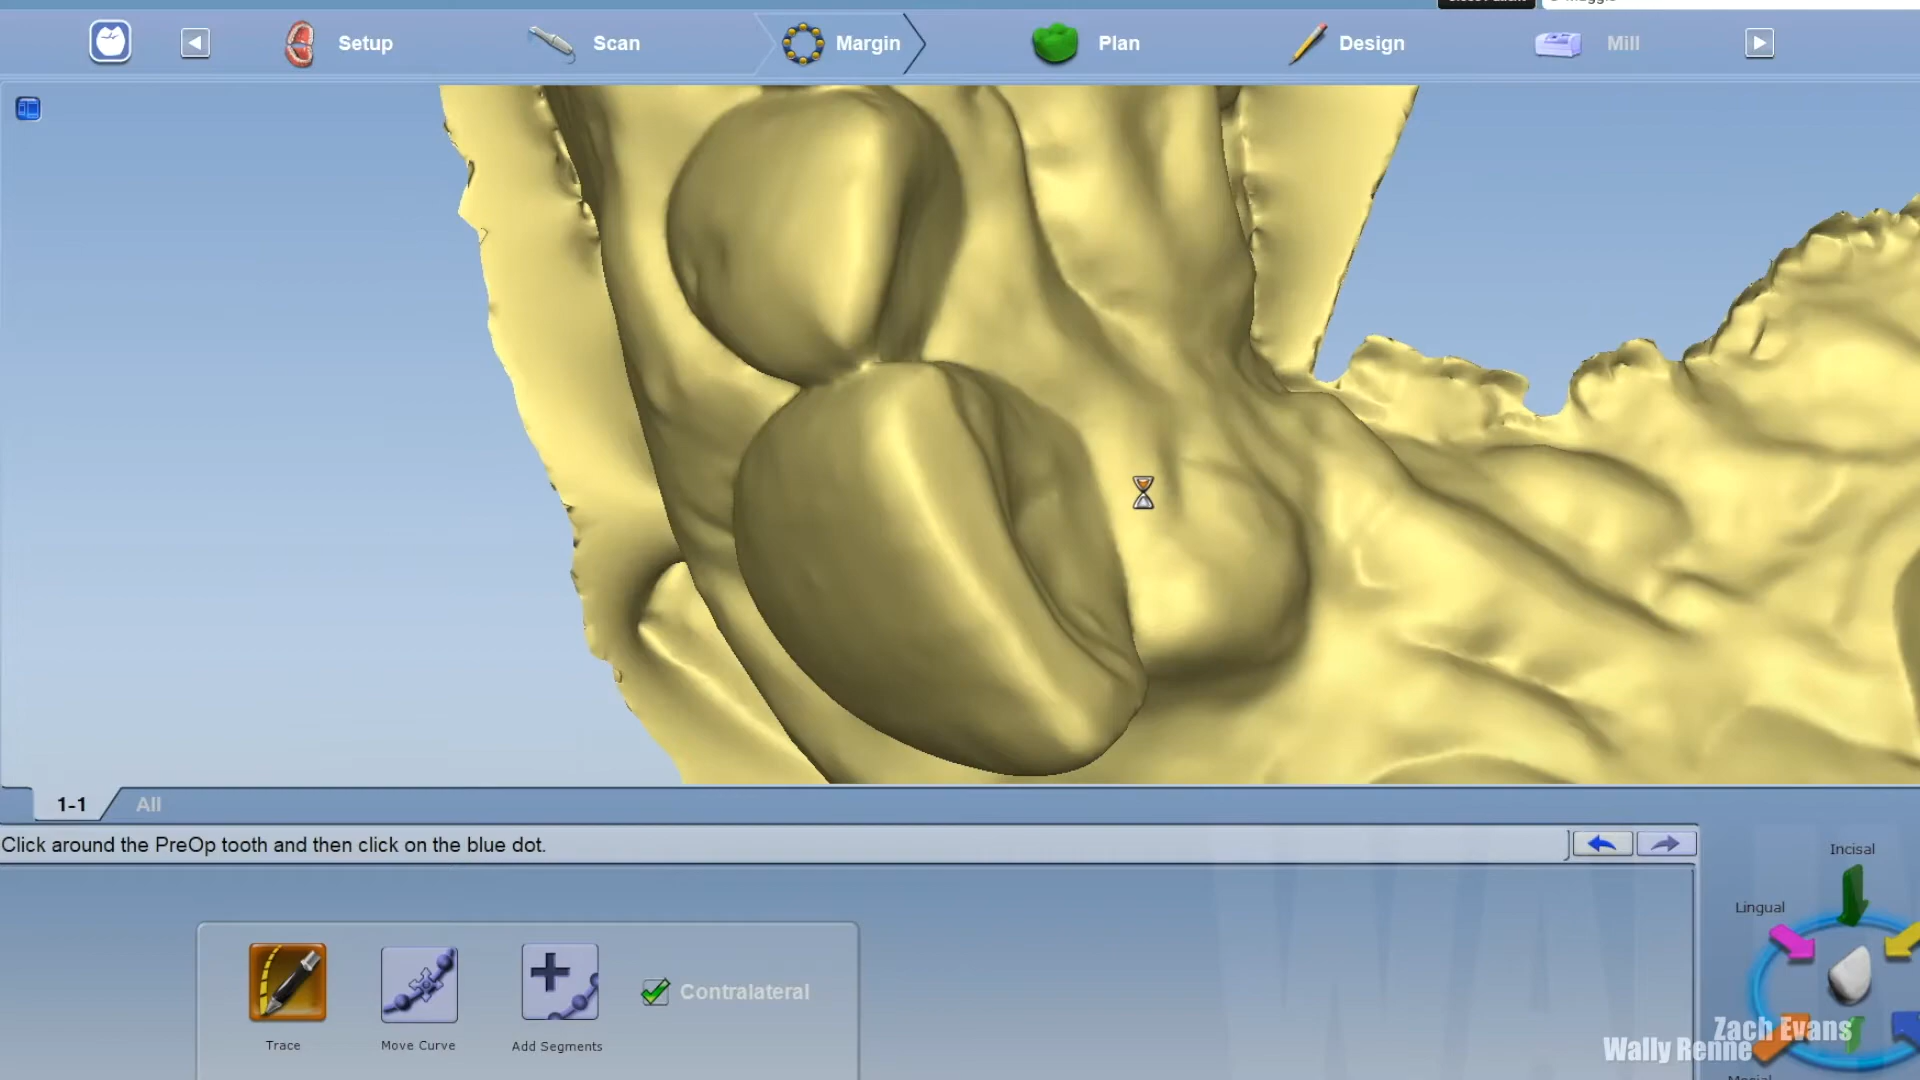 Setup
Scan
Margin
Plan
Design
Mill
1-1
All
Click around the PreOp tooth and then click on the blue dot.
Incisal
Lingual
Contralateral
Trace
Move Curve
Add Segments
Zach Evans
Wally Renne